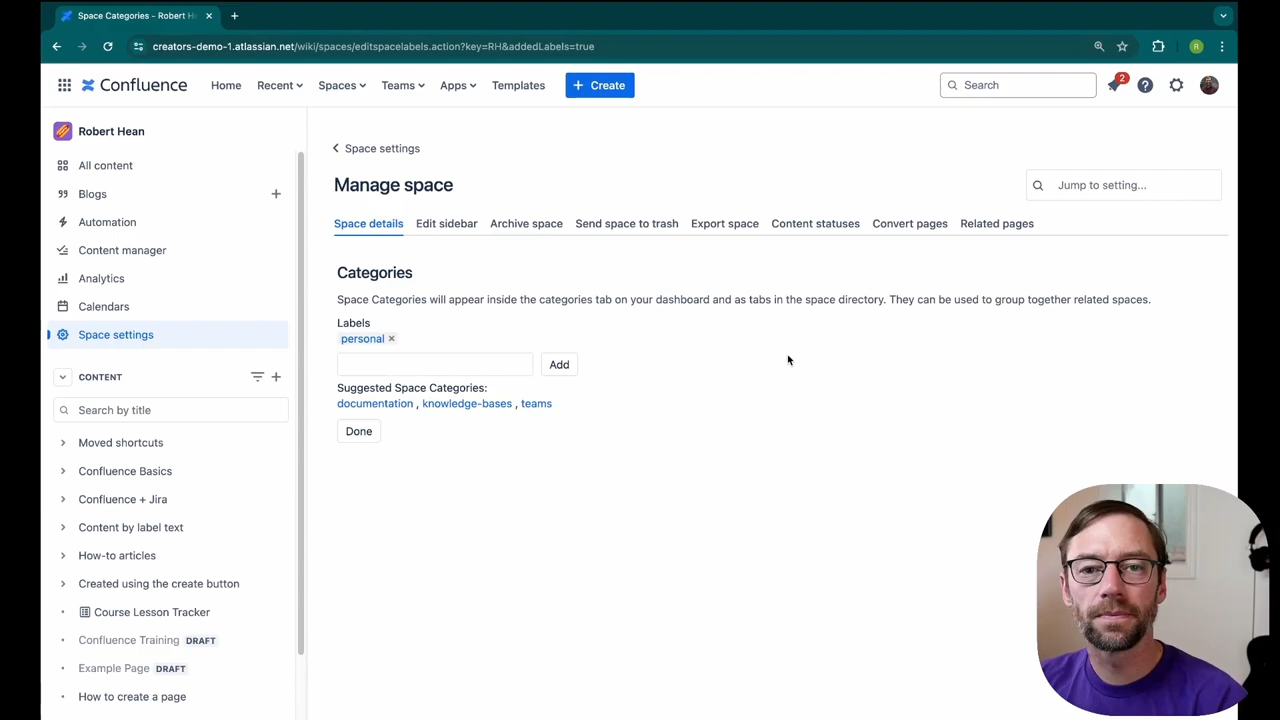 Space Categories - Robert H
creators-demo-1.atlassian.net/wiki/spaces/editspacelabels.action?key=RH&addedLabels=true
R
Confluence
Home
Recent
Spaces
Teams
Apps
Templates
+ Create
Search
2
Robert Hean
All content
Blogs
Automation
Content manager
Analytics
Calendars
Space settings
CONTENT
Search by title
Moved shortcuts
Confluence Basics
Confluence + Jira
Content by label text
How-to articles
Created using the create button
Course Lesson Tracker
Confluence Training DRAFT
Example Page DRAFT
How to create a page
Space settings
Manage space
Jump to setting...
Space details
Edit sidebar
Archive space
Send space to trash
Export space
Content statuses
Convert pages
Related pages
Categories
Space Categories will appear inside the categories tab on your dashboard and as tabs in the space directory. They can be used to group together related spaces.
Labels
personal
Add
Suggested Space Categories:
documentation , knowledge-bases , teams
Done